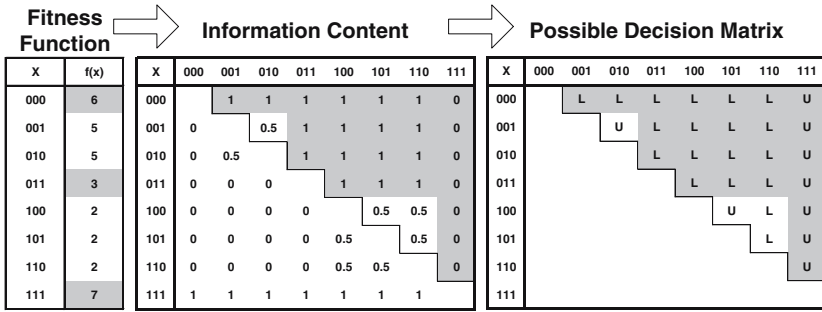 Fitness Function Information Content Possible Decision Matrix
X f(x) X 000 001 010 011 100 101 110 111 X 000 001 010 011 100 101 110 111
000 6 000 1 1 1 1 1 1 0 000 L L L L L L U
001 5 001 0 0.5 1 1 1 1 0 001 U L L L L U
010 5 010 0 0.5 1 1 1 1 0 010 L L L L U
011 3 011 0 0 0 1 1 1 0 011 L L L U
100 2 100 0 0 0 0 0.5 0.5 0 100 U L U
101 2 101 0 0 0 0 0.5 0.5 0 101 L U
110 2 110 0 0 0 0 0.5 0.5 0 110 U
111 7 111 1 1 1 1 1 1 1 111